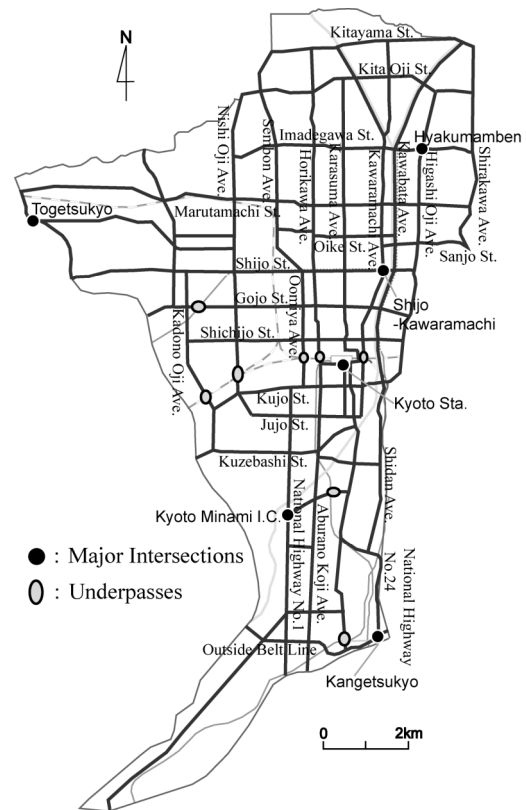 N
Kitayama St.
Kita Oji St.
Nishi Oji Ave.
Senbon Ave.
Imadegawa St.
Hyakumamben
Horikawa Ave.
Karasuma Ave.
Kawaramachi Ave.
Kawabata Ave.
Higashi Oji Ave.
Shirakawa Ave.
Togetsukyo
Marutamachi St.
Oike St.
Sanjo St.
Shijo St.
Gojo St.
Oomiya Ave.
Shijo
-Kawaramachi
Shichijo St.
Kadono Oji Ave.
Kujo St.
Kyoto Sta.
Jujo St.
Kuzebashi St.
Shidan Ave.
Kyoto Minami I.C.
National Highway No.1
Aburano Koji Ave.
National Highway
No.24
: Major Intersections
: Underpasses
Outside Belt Line
Kangetsukyo
0 2km